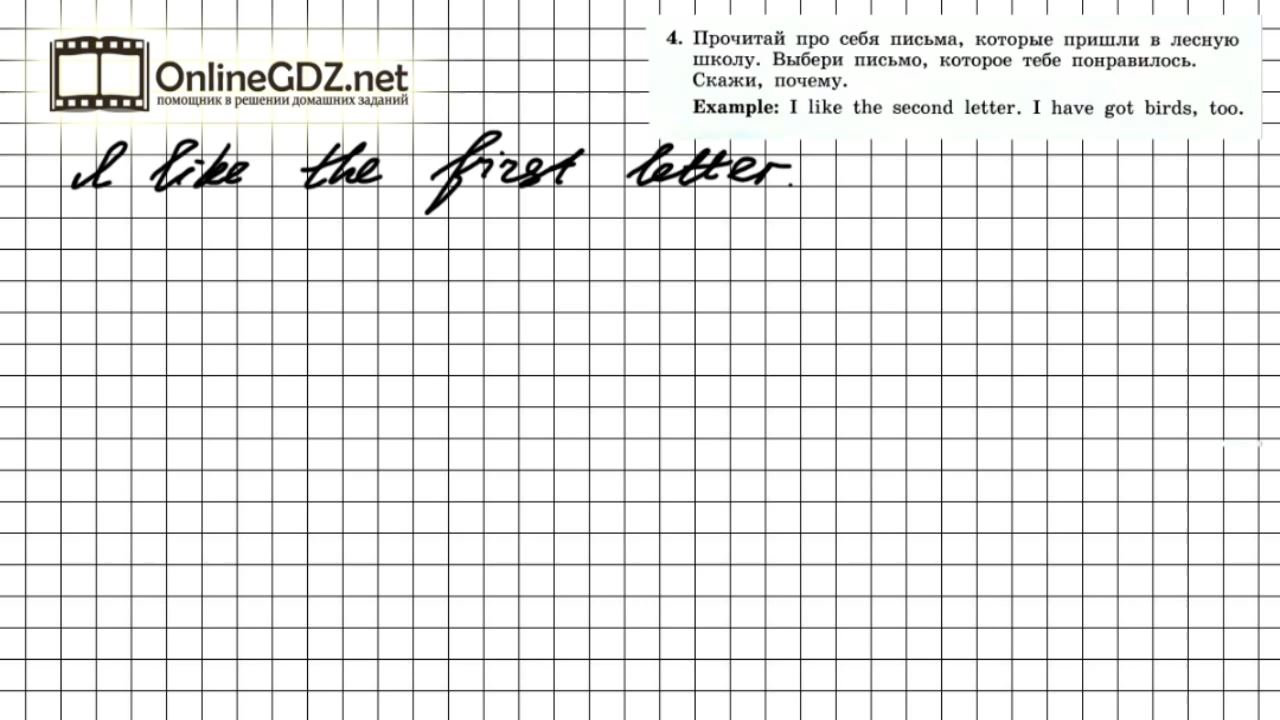 OnlineGDZ.net
помощник в решении домашних заданий
4. Прочитай про себя письма, которые пришли в лесную
школу. Выбери письмо, которое тебе понравилось.
Скажи, почему.
Example: I like the second letter. I have got birds, too.
I like the first letter.